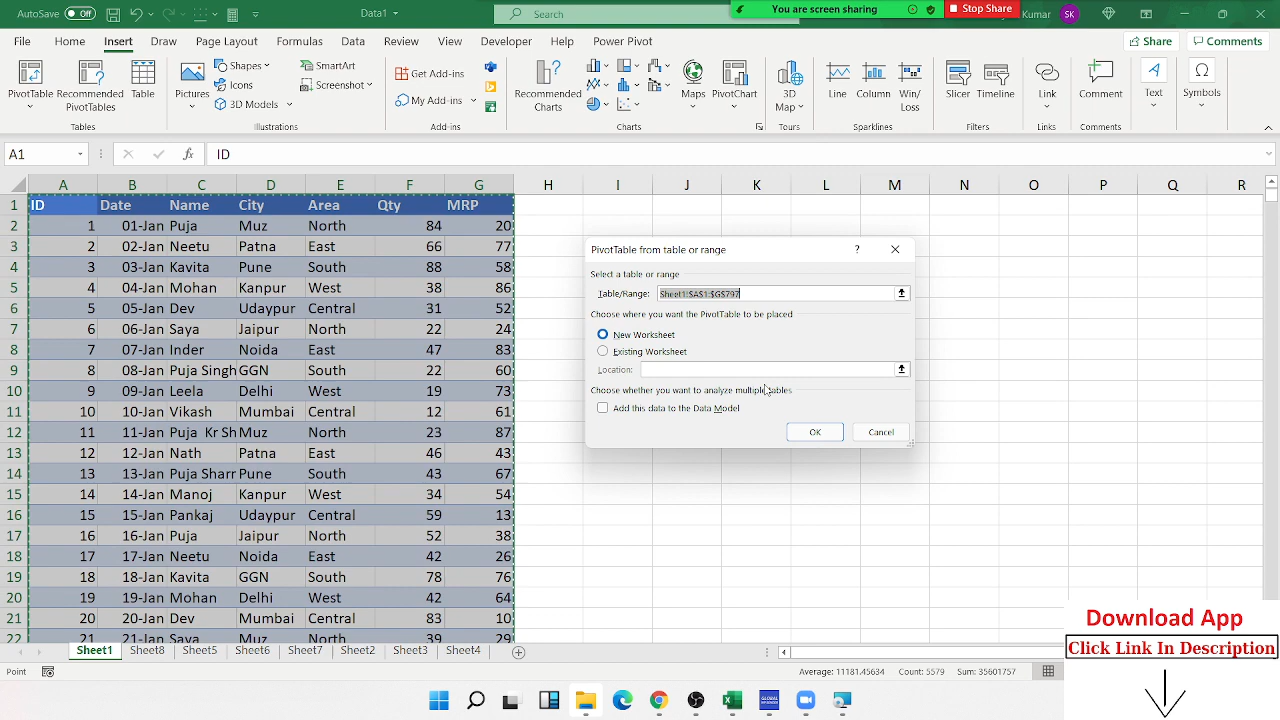 AutoSave Off Data1 Search You are screen sharing Stop Share Kumar SK
File Home Insert Draw Page Layout Formulas Data Review View Developer Help Power Pivot Share Comments
PivotTable Recommended PivotTables Table Pictures Shapes Icons 3D Models SmartArt Screenshot Get Add-ins My Add-ins Recommended Charts Maps PivotChart 3D Map Line Column Win/Loss Slicer Timeline Link Comment Text Symbols
Tables Illustrations Add-ins Charts Tours Sparklines Filters Links Comments
A1 fx ID
A B C D E F G H I J K L M N O P Q R
1 ID Date Name City Area Qty MRP
2 1 01-Jan Puja Muz North 84 20
3 2 02-Jan Neetu Patna East 66 77
4 3 03-Jan Kavita Pune South 88 58
5 4 04-Jan Mohan Kanpur West 38 86
6 5 05-Jan Dev Udaypur Central 31 52
7 6 06-Jan Saya Jaipur North 22 24
8 7 07-Jan Inder Noida East 47 83
9 8 08-Jan Puja Singh GGN South 22 60
10 9 09-Jan Leela Delhi West 19 73
11 10 10-Jan Vikash Mumbai Central 12 61
12 11 11-Jan Puja Kr Sh Muz North 23 87
13 12 12-Jan Nath Patna East 46 43
14 13 13-Jan Puja Sharr Pune South 43 67
15 14 14-Jan Manoj Kanpur West 34 54
16 15 15-Jan Pankaj Udaypur Central 59 13
17 16 16-Jan Puja Jaipur North 52 38
18 17 17-Jan Neetu Noida East 42 26
19 18 18-Jan Kavita GGN South 78 76
20 19 19-Jan Mohan Delhi West 42 64
21 20 20-Jan Dev Mumbai Central 83 10
22 21 21-Jan Saya Muz North 39 29
PivotTable from table or range ?
Select a table or range
Table/Range: Sheet1!$A$1:$G$797
Choose where you want the PivotTable to be placed
New Worksheet
Existing Worksheet
Location:
Choose whether you want to analyze multiple tables
Add this data to the Data Model
OK Cancel
Download App
Click Link In Description
Sheet1 Sheet8 Sheet5 Sheet6 Sheet7 Sheet2 Sheet3 Sheet4
Point Average: 11181.45634 Count: 5579 Sum: 35601757